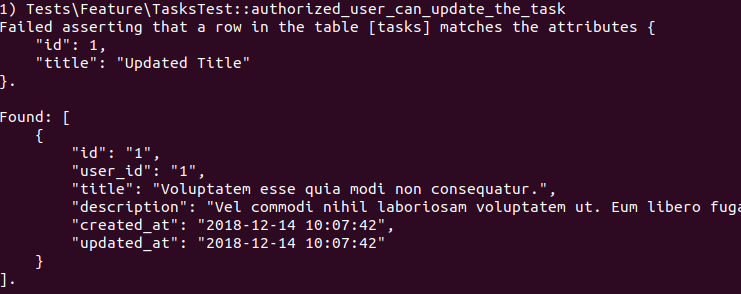 1) Tests\Feature\TasksTest::authorized_user_can_update_the_task
Failed asserting that a row in the table [tasks] matches the attributes {
    "id": 1,
    "title": "Updated Title"
}.

Found: [
    {
        "id": "1",
        "user_id": "1",
        "title": "Voluptatem esse quia modi non consequatur.",
        "description": "Vel commodi nihil laboriosam voluptatem ut. Eum libero fuga
        "created_at": "2018-12-14 10:07:42",
        "updated_at": "2018-12-14 10:07:42"
    }
].